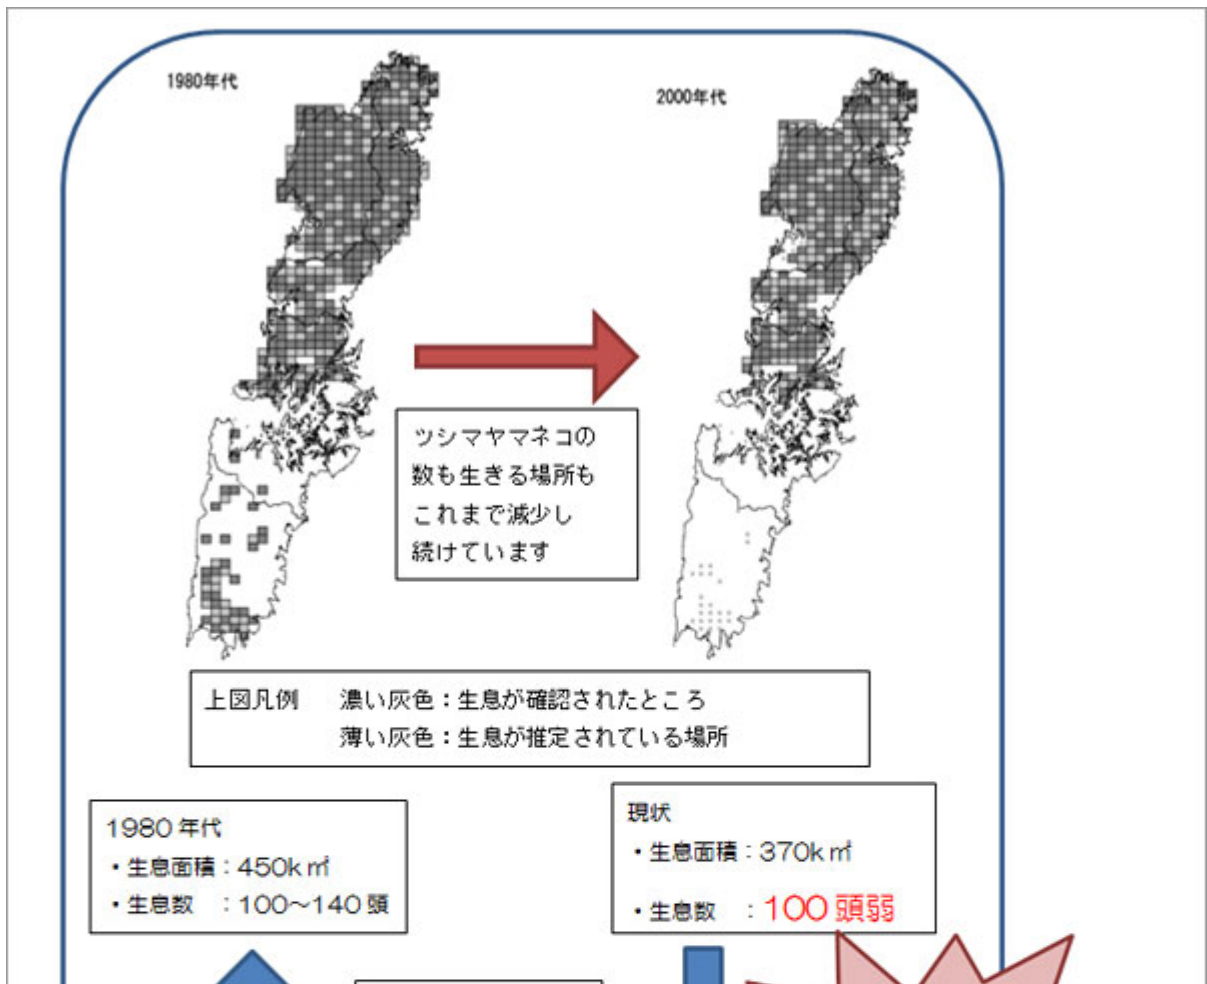 1980年代
2000年代
ツシマヤマネコの
数も生きる場所も
これまで減少し
続けています
上図凡例　濃い灰色：生息が確認されたところ
薄い灰色：生息が推定されている場所
1980年代
・生息面積：450k㎡
・生息数　：100～140頭
現状
・生息面積：370k㎡
・生息数　：100頭弱